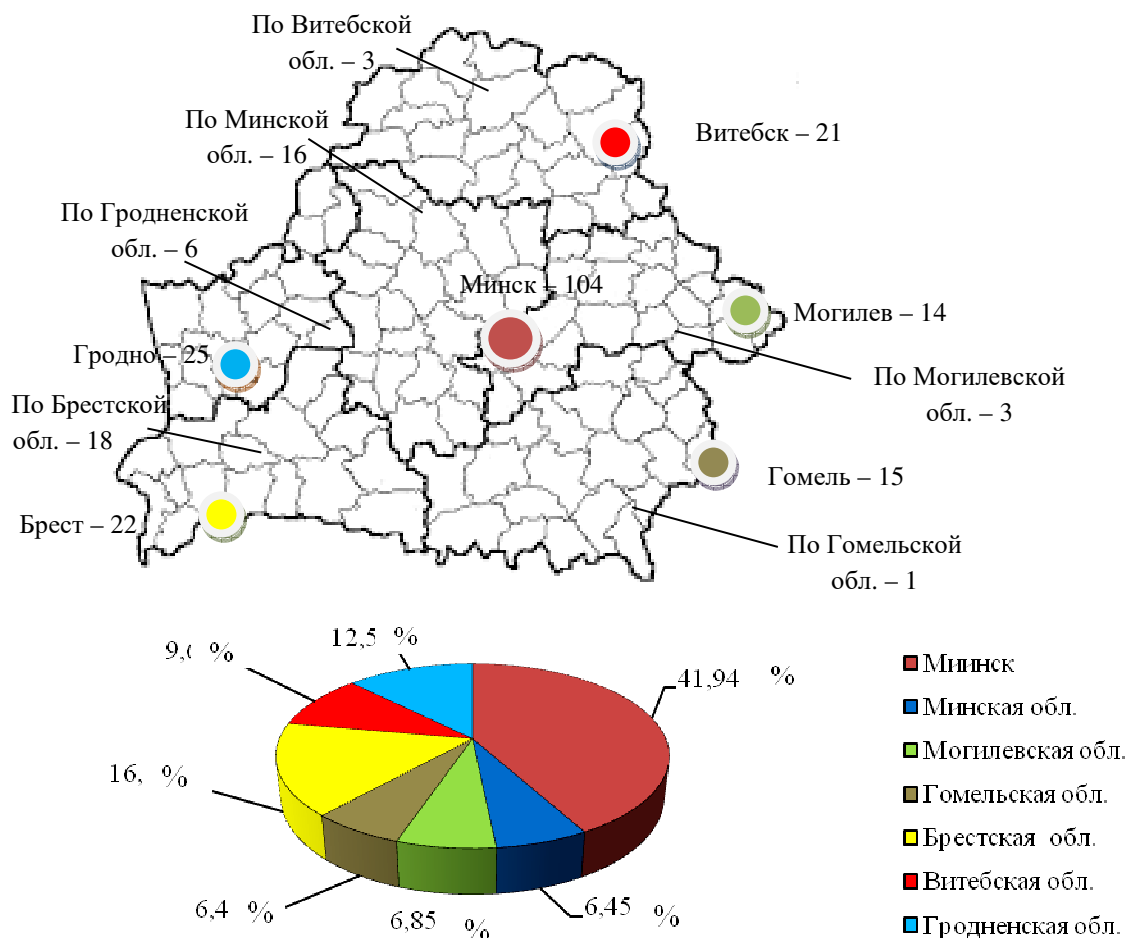 По Витебской
обл. – 3
По Минской
обл. – 16
Витебск – 21
По Гродненской
обл. – 6
Минск – 104
Могилев – 14
Гродно – 25
По Могилевской
обл. – 3
По Брестской
обл. – 18
Гомель – 15
Брест – 22
По Гомельской
обл. – 1
12,5 %
9, %
41,94 %
16, %
6,4 %
6,85 %
6,45 %
Миинск
Минская обл.
Могилевская обл.
Гомельская обл.
Брестская обл.
Витебская обл.
Гродненская обл.